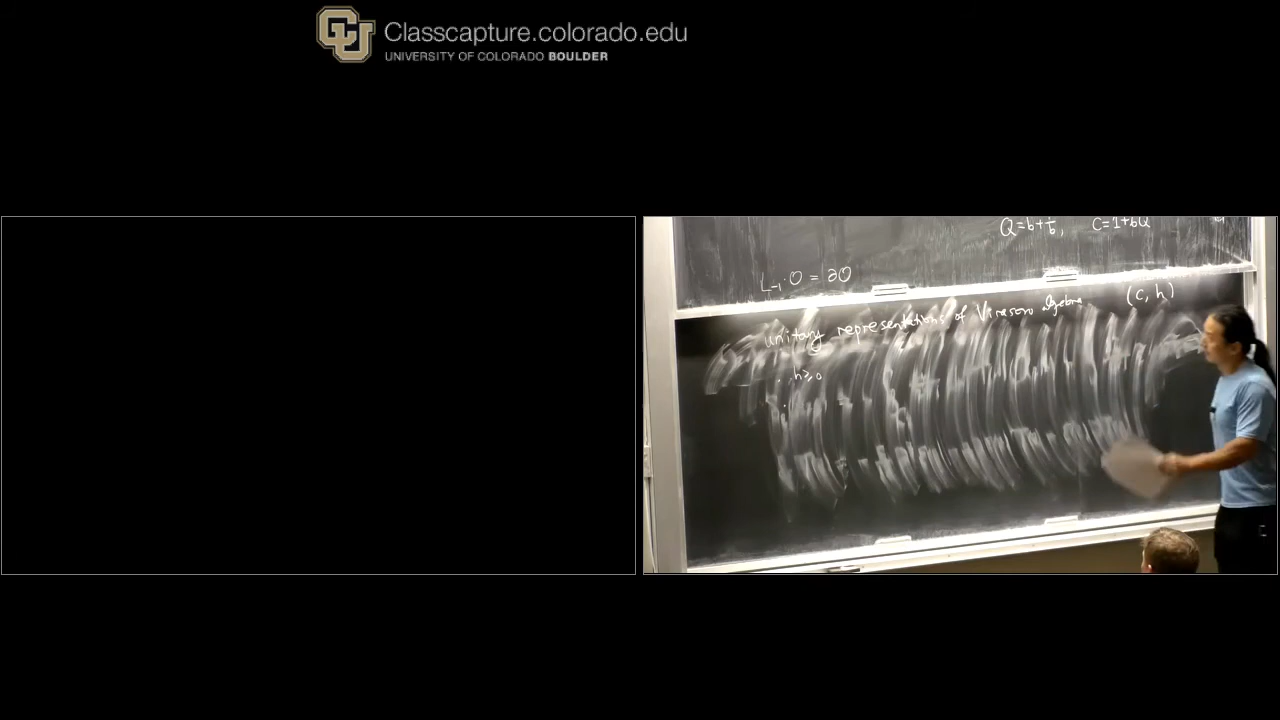 Classcapture.colorado.edu
UNIVERSITY OF COLORADO BOULDER
Q=b+1/b, C=1+6Q
L₋₁·O = ∂O
unitary representations of Virasoro algebra (c, h)
· h≥0
·